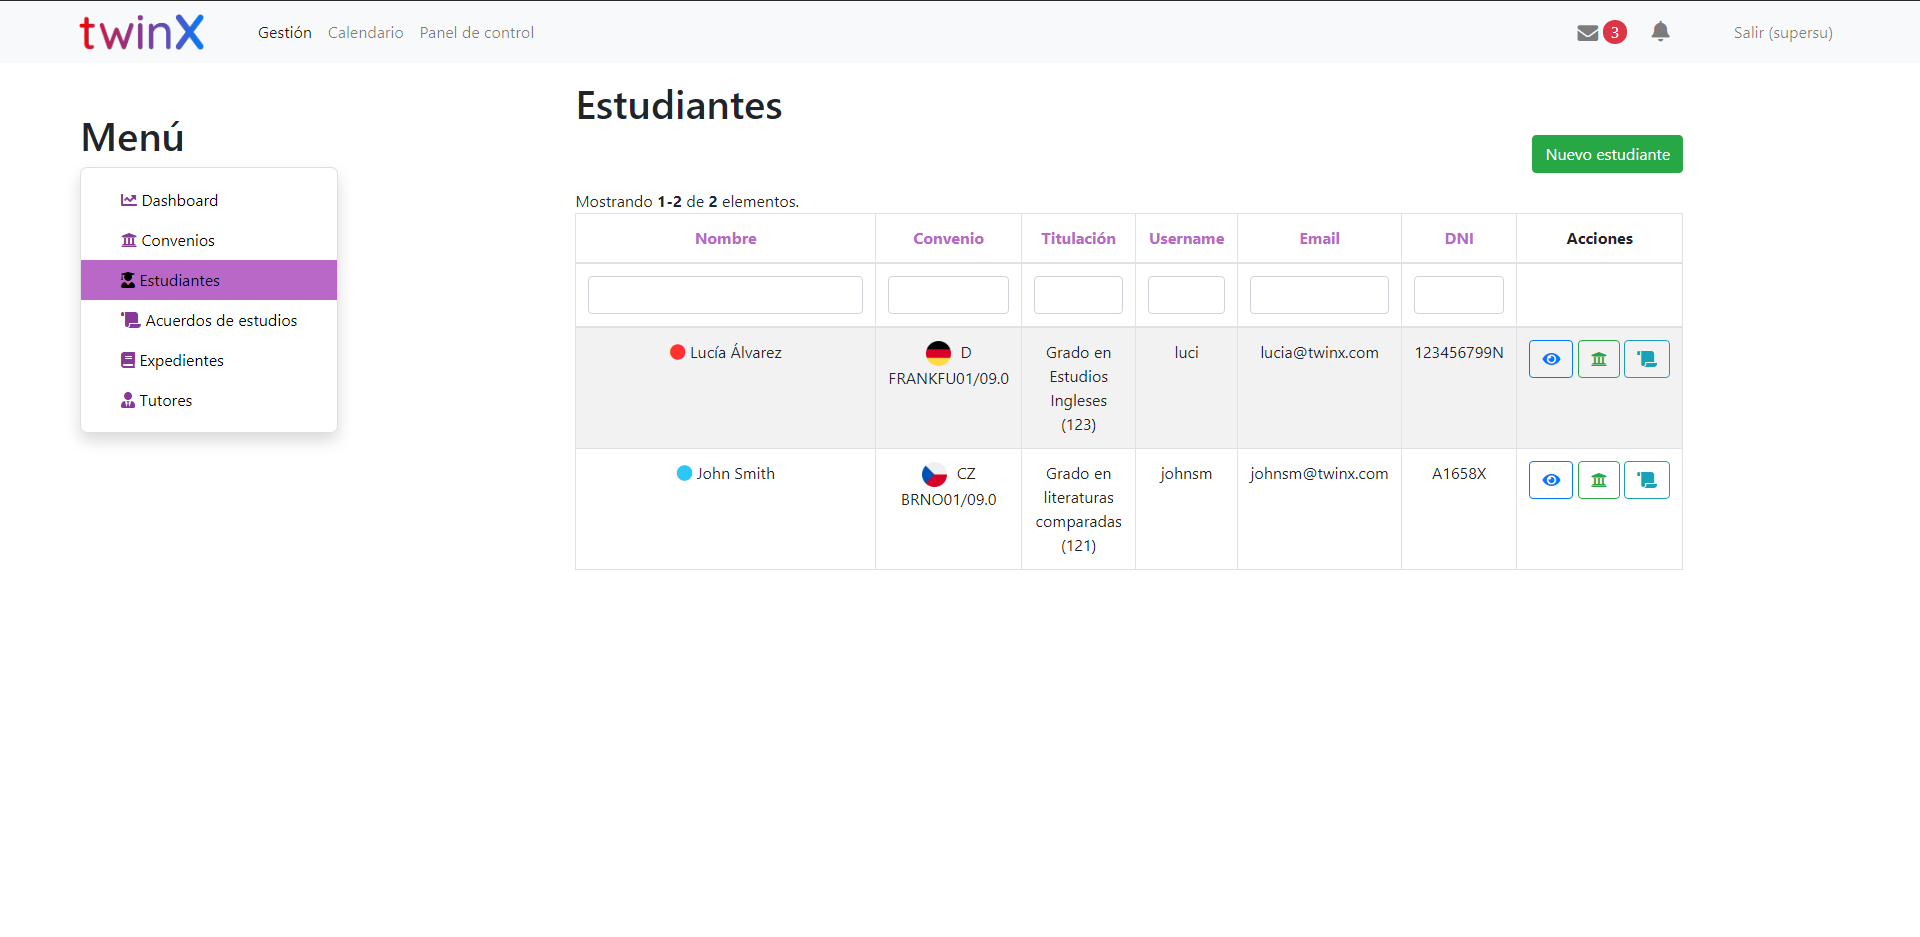 twinX
Gestión Calendario Panel de control 3 Salir (supersu)
Menú
Dashboard
Convenios
Estudiantes
Acuerdos de estudios
Expedientes
Tutores
Estudiantes
Nuevo estudiante
Mostrando 1-2 de 2 elementos.
Nombre Convenio Titulación Username Email DNI Acciones
Lucía Álvarez D luci lucia@twinx.com 123456799N
FRANKFU01/09.0
Grado en
Estudios
Ingleses
(123)
John Smith CZ johnsm johnsm@twinx.com A1658X
BRNO01/09.0
Grado en
literaturas
comparadas
(121)